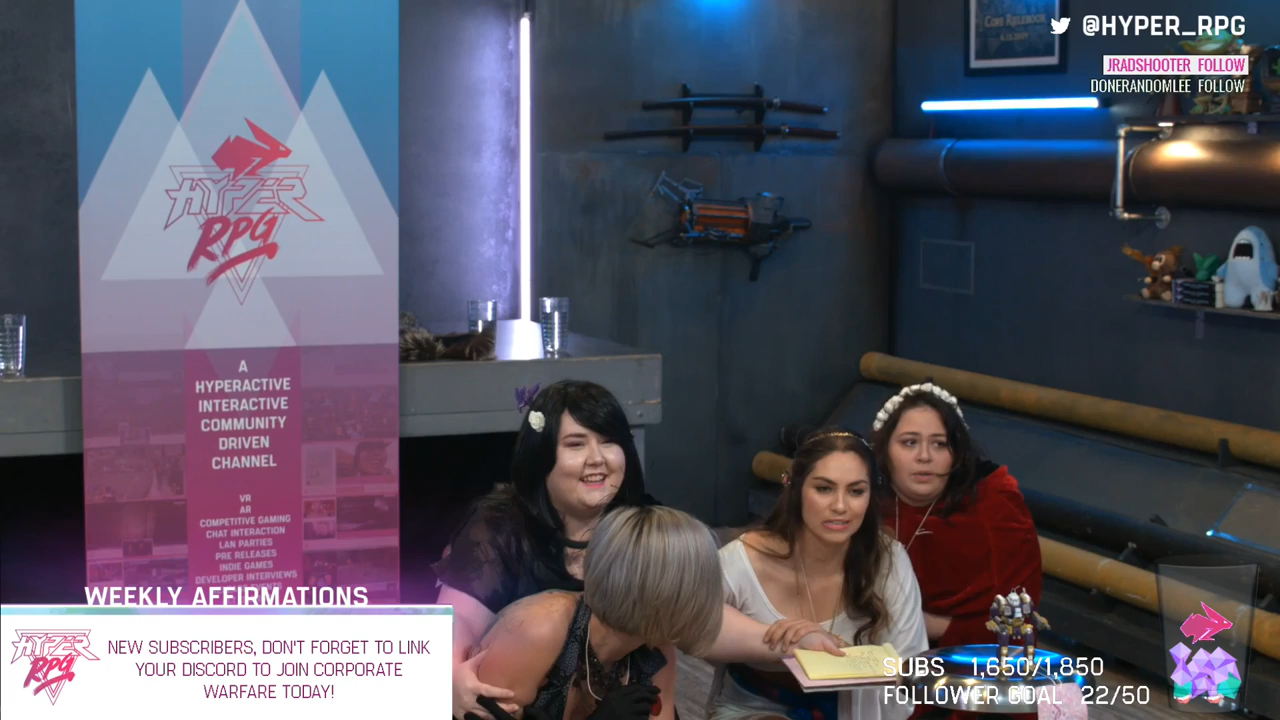 CORE RULEBOOK
@HYPER_RPG
JRADSHOOTER FOLLOW
DONERANDOMLEE FOLLOW
HYPER
RPG
A
HYPERACTIVE
INTERACTIVE
COMMUNITY
DRIVEN
CHANNEL
VR
AR
COMPETITIVE GAMING
CHAT INTERACTION
LAN PARTIES
PRE RELEASES
INDIE GAMES
DEVELOPER INTERVIEWS
WEEKLY AFFIRMATIONS
HYPER
RPG
NEW SUBSCRIBERS, DON'T FORGET TO LINK
YOUR DISCORD TO JOIN CORPORATE
WARFARE TODAY!
SUBS 1,650/1,850
FOLLOWER GOAL 22/50